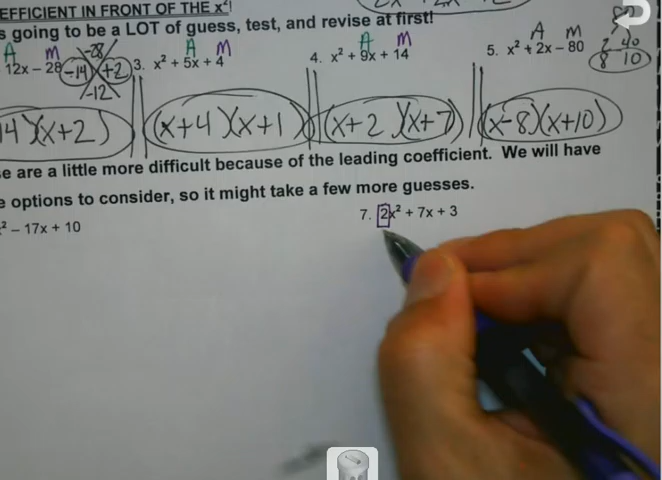 EFFICIENT IN FRONT OF THE x²!
s going to be a LOT of guess, test, and revise at first!
A M -28 A M A M A M
12x – 28 -14 +2 3. x² + 5x + 4 4. x² + 9x + 14 5. x² + 2x – 80
-12 40
8 10
4)(x+2) (x+4)(x+1) (x+2)(x+7) (x-8)(x+10)
e are a little more difficult because of the leading coefficient. We will have
e options to consider, so it might take a few more guesses.
² – 17x + 10 7. 2x² + 7x + 3